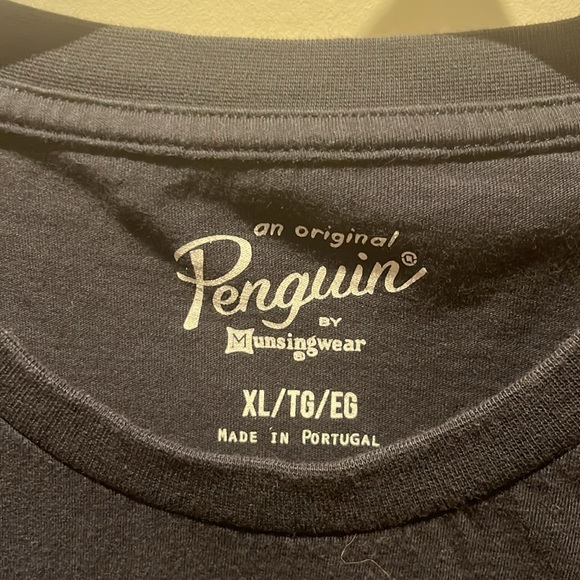 an original
Penguin®
BY
Munsingwear®
XL/TG/EG
MADE IN PORTUGAL